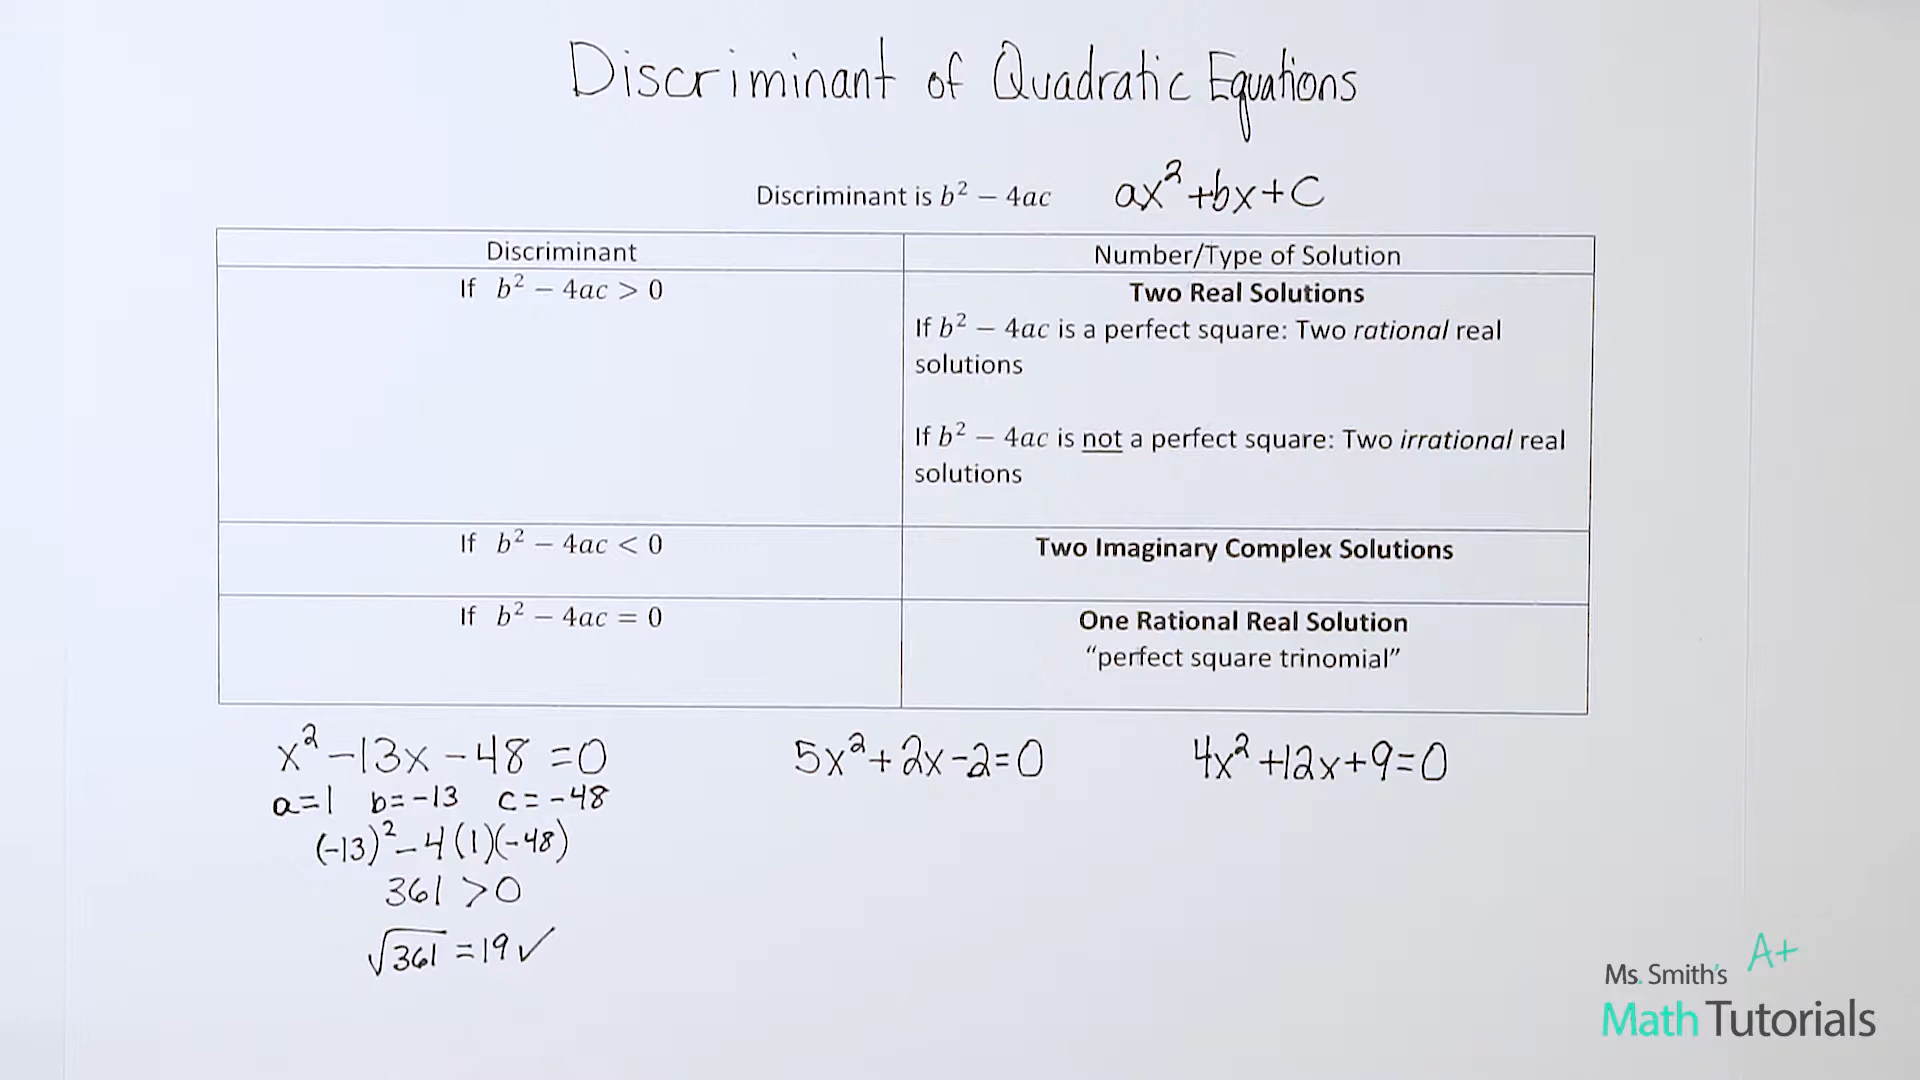 Discriminant of Quadratic Equations
Discriminant is b² − 4ac ax²+bx+c
Discriminant Number/Type of Solution
If b² − 4ac > 0 Two Real Solutions
If b² − 4ac is a perfect square: Two rational real
solutions
If b² − 4ac is not a perfect square: Two irrational real
solutions
If b² − 4ac < 0 Two Imaginary Complex Solutions
If b² − 4ac = 0 One Rational Real Solution
“perfect square trinomial”
x² −13x −48 =0
a=1 b=−13 c=−48
(−13)² −4(1)(−48)
361 >0
√361 =19✓
5x²+2x−2=0
4x²+12x+9=0
A+
Ms. Smith's
Math Tutorials